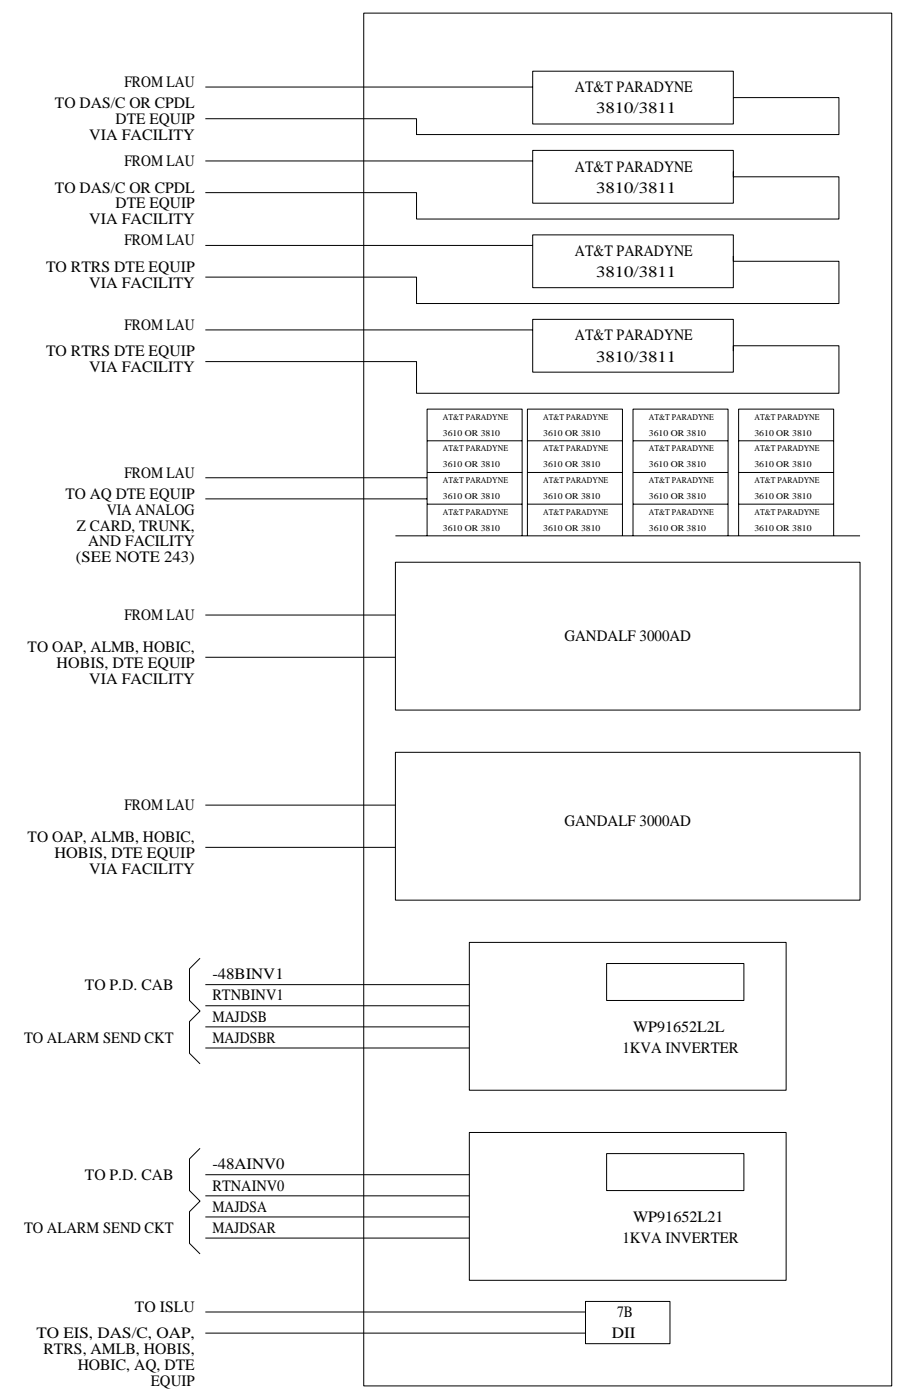 FROM LAU
TO DAS/C OR CPDL
DTE EQUIP
VIA FACILITY
AT&T PARADYNE
3810/3811
FROM LAU
TO DAS/C OR CPDL
DTE EQUIP
VIA FACILITY
AT&T PARADYNE
3810/3811
FROM LAU
TO RTRS DTE EQUIP
VIA FACILITY
AT&T PARADYNE
3810/3811
FROM LAU
TO RTRS DTE EQUIP
VIA FACILITY
AT&T PARADYNE
3810/3811
AT&T PARADYNE AT&T PARADYNE AT&T PARADYNE AT&T PARADYNE
3610 OR 3810 3610 OR 3810 3610 OR 3810 3610 OR 3810
AT&T PARADYNE AT&T PARADYNE AT&T PARADYNE AT&T PARADYNE
3610 OR 3810 3610 OR 3810 3610 OR 3810 3610 OR 3810
AT&T PARADYNE AT&T PARADYNE AT&T PARADYNE AT&T PARADYNE
3610 OR 3810 3610 OR 3810 3610 OR 3810 3610 OR 3810
AT&T PARADYNE AT&T PARADYNE AT&T PARADYNE AT&T PARADYNE
3610 OR 3810 3610 OR 3810 3610 OR 3810 3610 OR 3810
FROM LAU
TO AQ DTE EQUIP
VIA ANALOG
Z CARD, TRUNK,
AND FACILITY
(SEE NOTE 243)
FROM LAU
TO OAP, ALMB, HOBIC,
HOBIS, DTE EQUIP
VIA FACILITY
GANDALF 3000AD
FROM LAU
TO OAP, ALMB, HOBIC,
HOBIS, DTE EQUIP
VIA FACILITY
GANDALF 3000AD
TO P.D. CAB
-48BINV1
RTNBINV1
TO ALARM SEND CKT
MAJDSB
MAJDSBR
WP91652L2L
1KVA INVERTER
TO P.D. CAB
-48AINV0
RTNAINV0
TO ALARM SEND CKT
MAJDSA
MAJDSAR
WP91652L21
1KVA INVERTER
TO ISLU
TO EIS, DAS/C, OAP,
RTRS, AMLB, HOBIS,
HOBIC, AQ, DTE
EQUIP
7B
DII